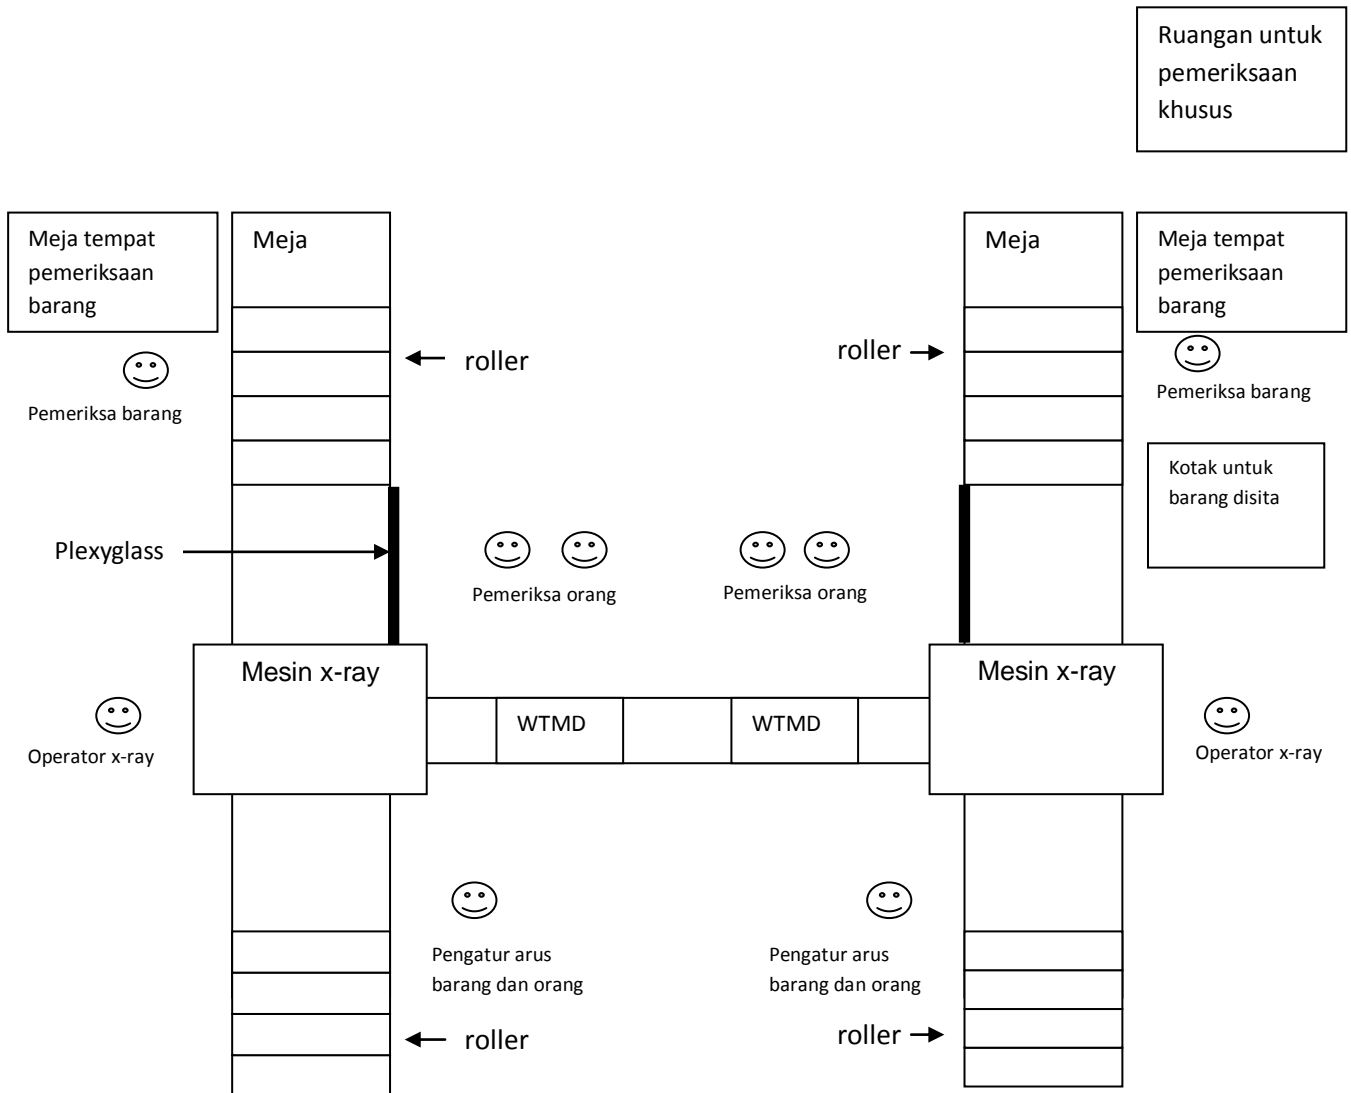 Ruangan untuk
pemeriksaan
khusus
Meja tempat
pemeriksaan
barang
Meja
Meja
Meja tempat
pemeriksaan
barang
roller
roller
Pemeriksa barang
Pemeriksa barang
Kotak untuk
barang disita
Plexyglass
Pemeriksa orang
Pemeriksa orang
Mesin x-ray
Mesin x-ray
WTMD
WTMD
Operator x-ray
Operator x-ray
Pengatur arus
barang dan orang
Pengatur arus
barang dan orang
roller
roller